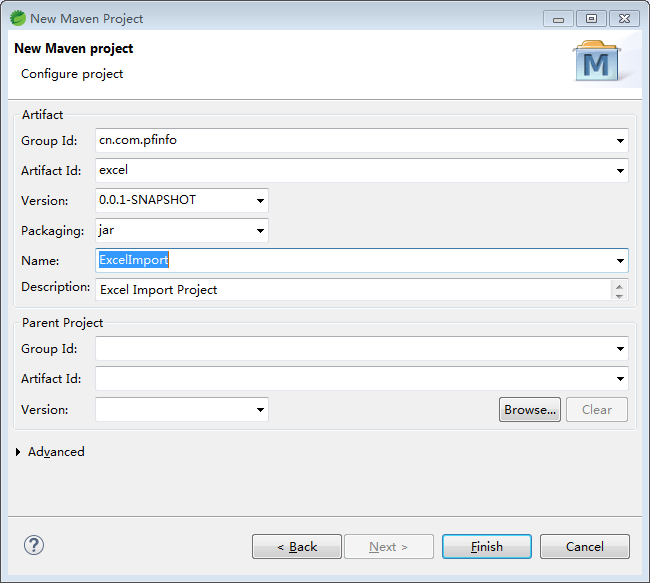 New Maven Project
New Maven project
Configure project
M
Artifact
Group Id: cn.com.pfinfo
Artifact Id: excel
Version: 0.0.1-SNAPSHOT
Packaging: jar
Name: ExcelImport
Description: Excel Import Project
Parent Project
Group Id:
Artifact Id:
Version: Browse... Clear
Advanced
? < Back Next > Finish Cancel